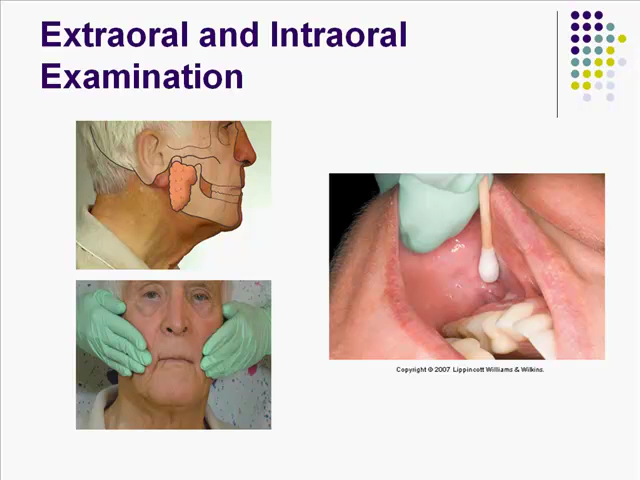 Extraoral and Intraoral
Examination
Copyright © 2007 Lippincott Williams & Wilkins.